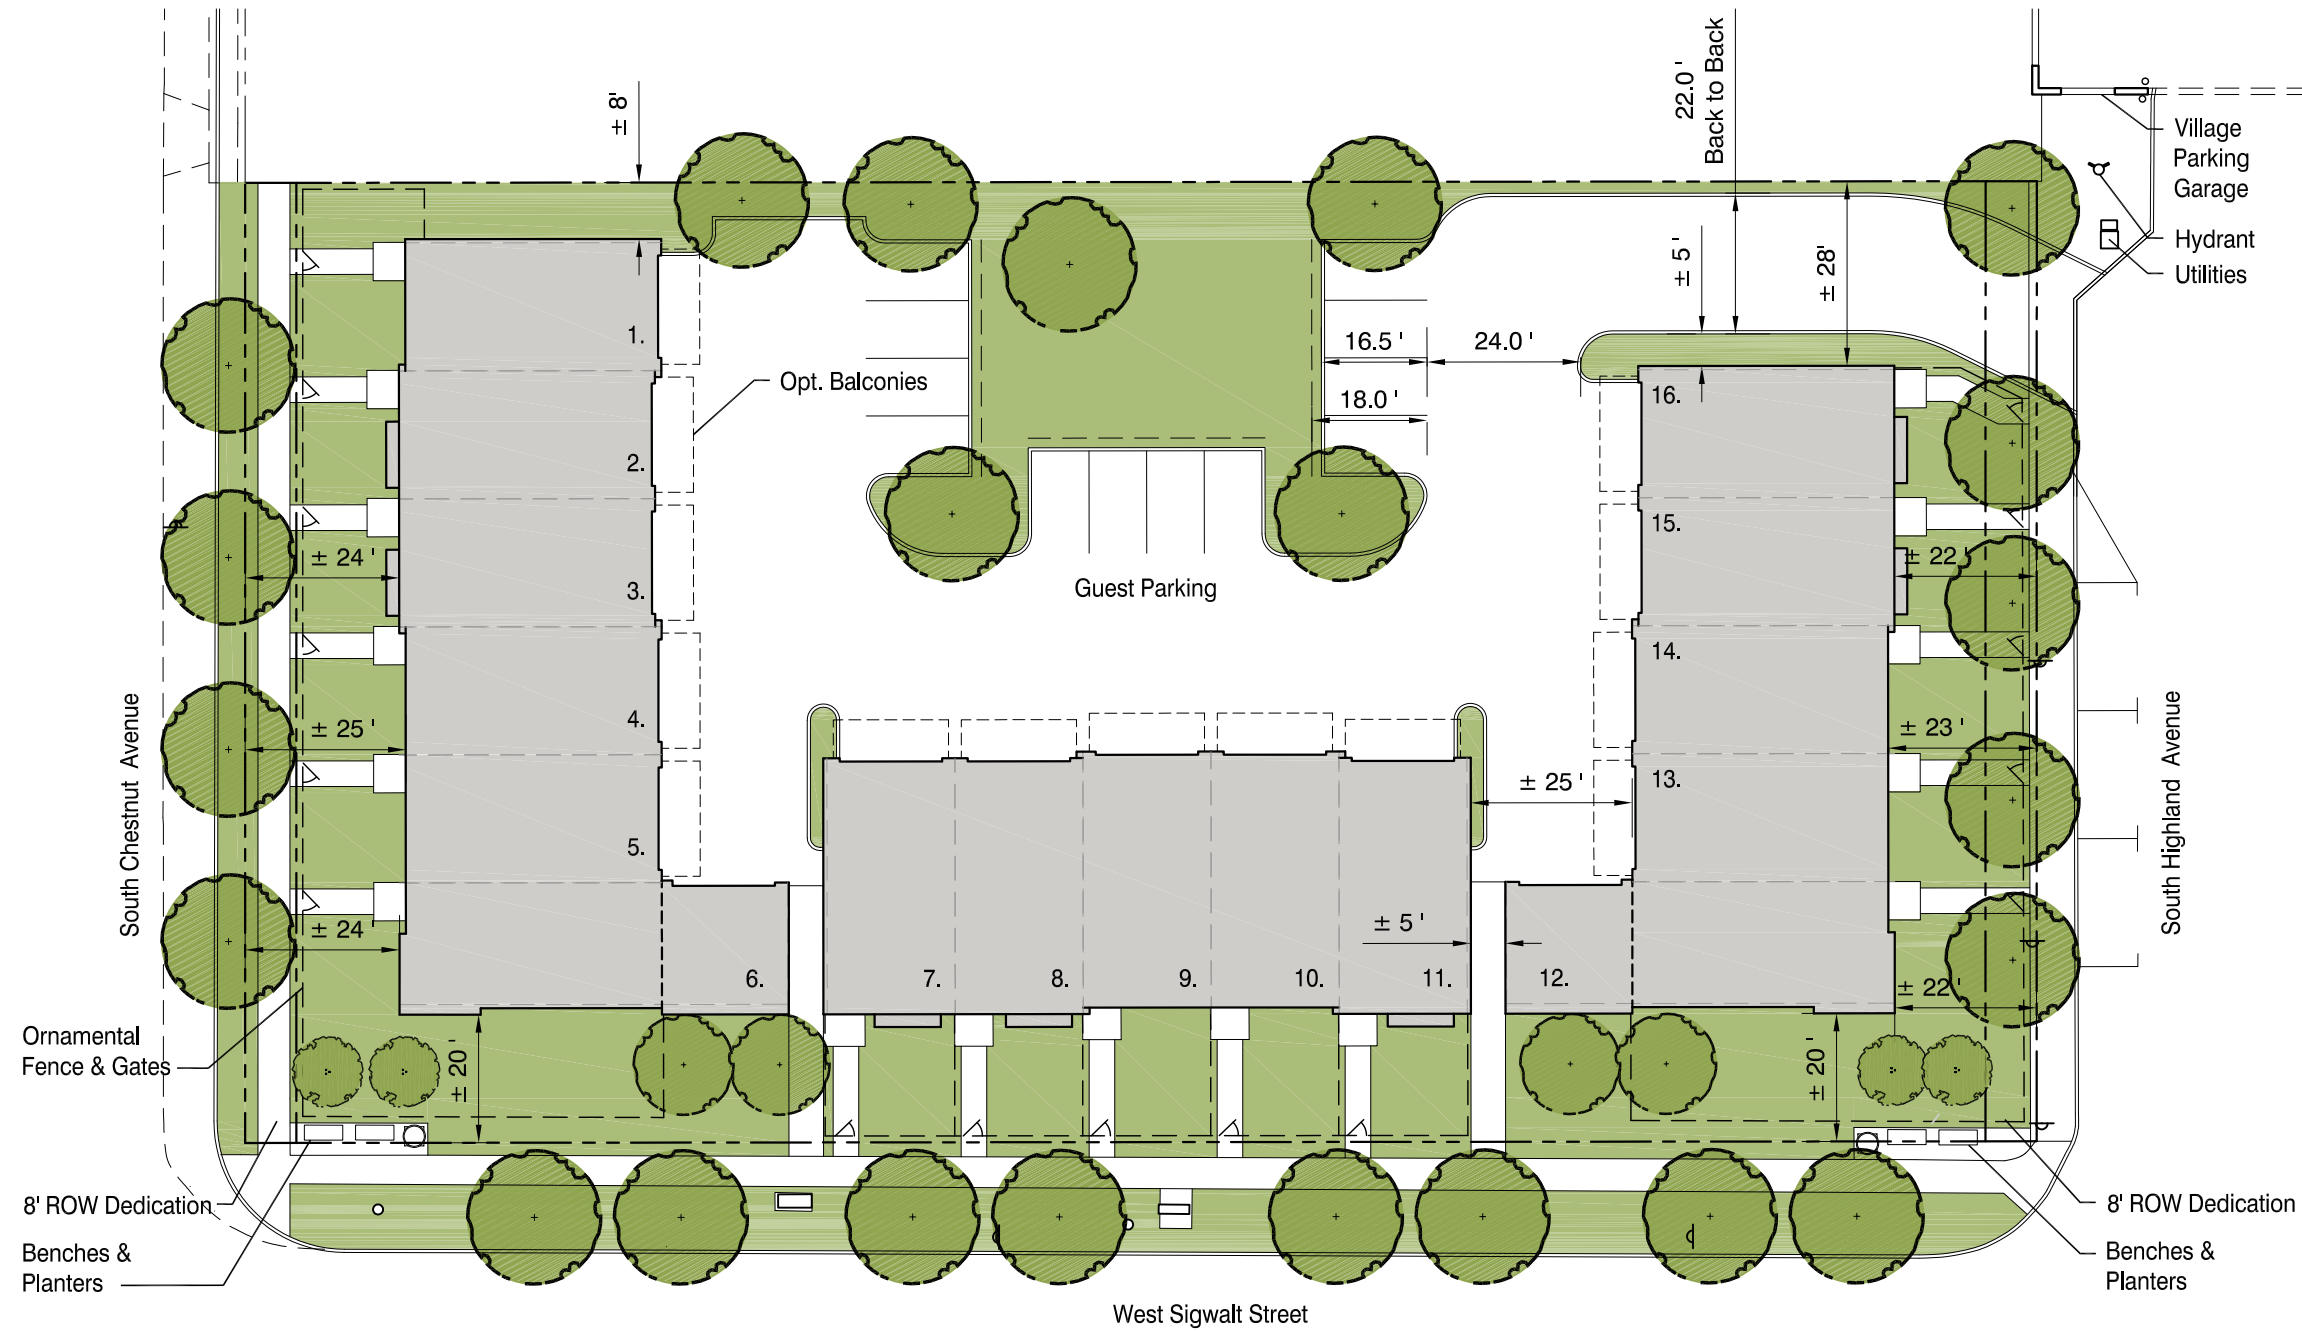 ± 8'
22.0 '
Back to Back
Village
Parking
Garage
Hydrant
Utilities
± 5 '
± 28'
1.
16.5 '
24.0 '
Opt. Balconies
18.0 '
16.
2.
15.
± 24 '
± 22 '
Guest Parking
3.
14.
4.
± 25 '
± 23 '
South Chestnut Avenue
South Highland Avenue
13.
± 25 '
5.
± 24 '
± 5 '
6.
7.
8.
9.
10.
11.
12.
± 22'
Ornamental
Fence & Gates
± 20 '
± 20 '
8' ROW Dedication
8' ROW Dedication
Benches &
Planters
Benches &
Planters
West Sigwalt Street